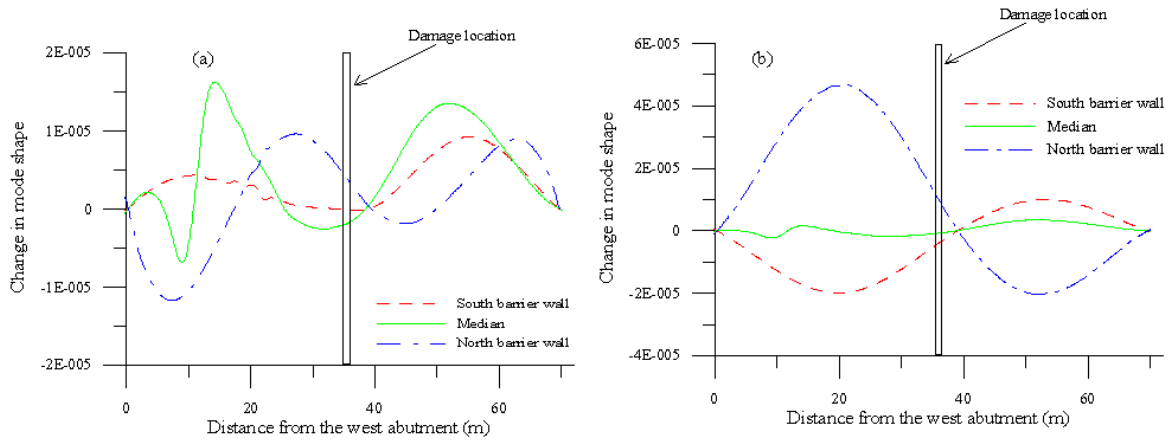 (a)
Damage location
2E-005
1E-005
0
-1E-005
-2E-005
Change in mode shape
South barrier wall
Median
North barrier wall
0
20
40
60
Distance from the west abutment (m)
(b)
Damage location
6E-005
4E-005
2E-005
0
-2E-005
-4E-005
Change in mode shape
South barrier wall
Median
North barrier wall
0
20
40
60
Distance from the west abutment (m)